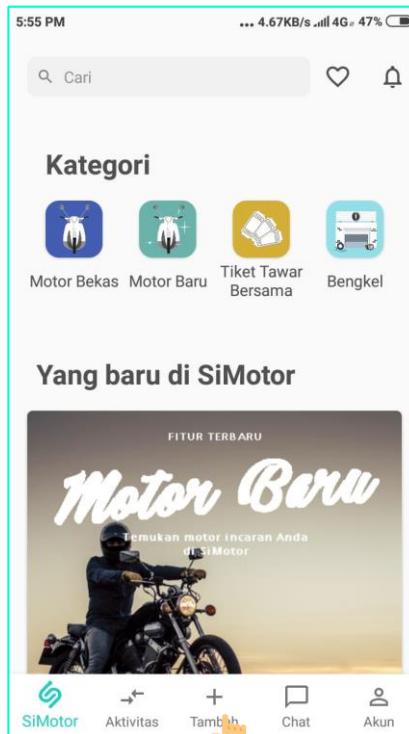 5:55 PM ... 4.67KB/s 4G 47%
Cari
Kategori
Motor Bekas Motor Baru Tiket Tawar Bersama Bengkel
Yang baru di SiMotor
FITUR TERBARU
Motor Baru
Temukan motor incaran Anda
di SiMotor
SiMotor Aktivitas Tambah Chat Akun